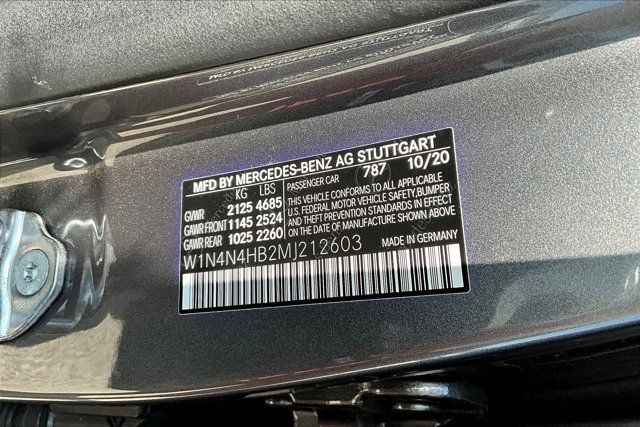 MFD BY MERCEDES-BENZ AG STUTTGART
KG LBS PASSENGER CAR 787 10/20
GVWR 2125 4685
GAWR FRONT 1145 2524
GAWR REAR 1025 2260
THIS VEHICLE CONFORMS TO ALL APPLICABLE
U.S. FEDERAL MOTOR VEHICLE SAFETY, BUMPER
AND THEFT PREVENTION STANDARDS IN EFFECT
ON THE DATE OF MANUFACTURE SHOWN ABOVE
W1N4N4HB2MJ212603
MADE IN GERMANY